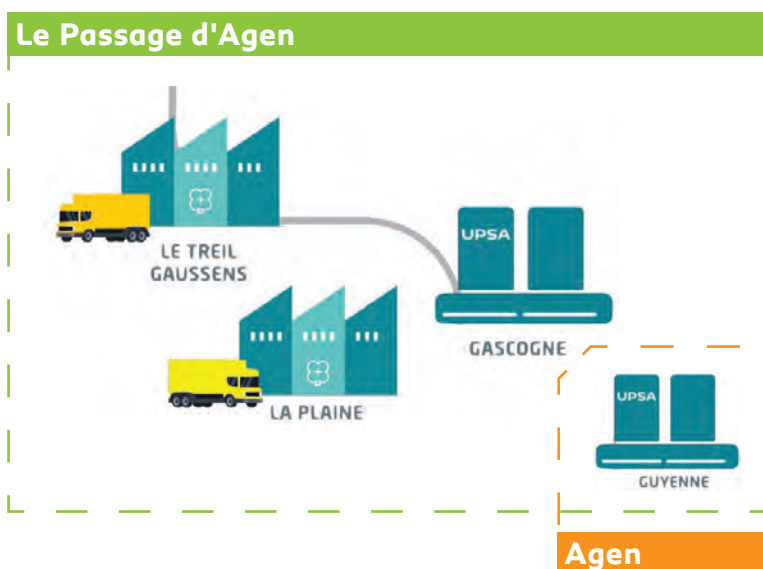 Le Passage d'Agen
LE TREIL
GAUSSENS
UPSA
GASCOGNE
LA PLAINE
UPSA
GUYENNE
Agen